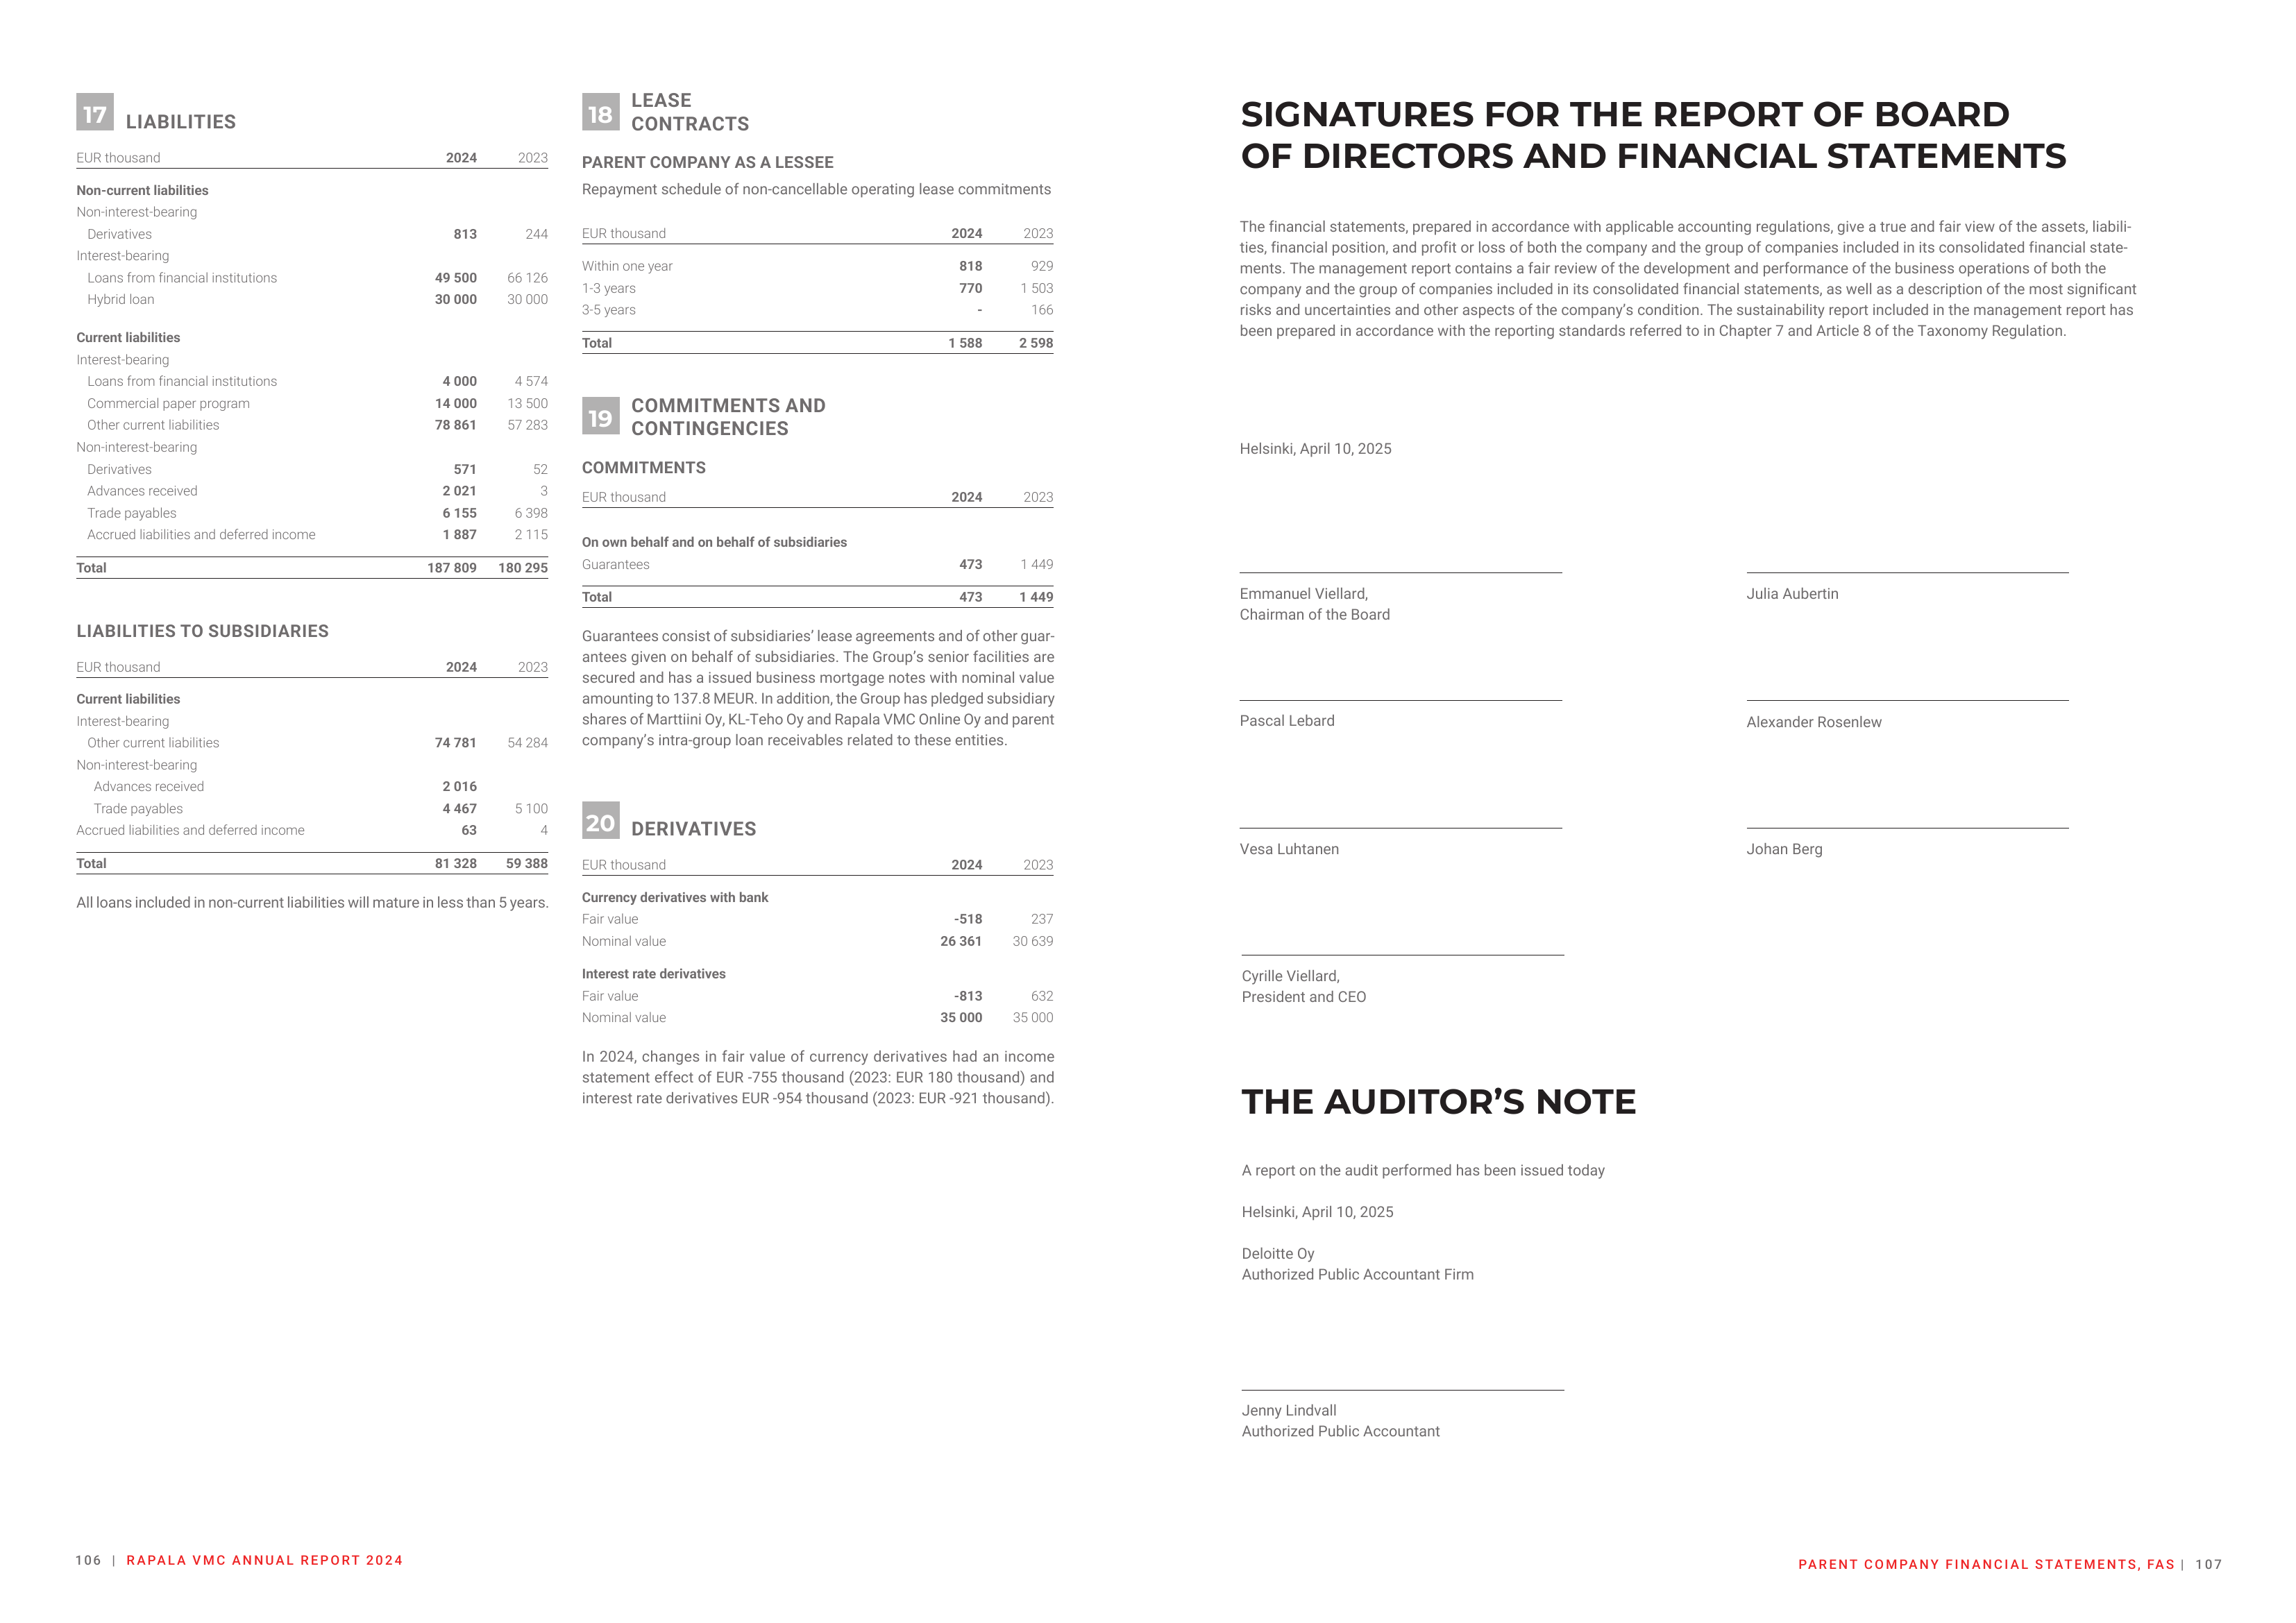 17 LIABILITIES
EUR thousand 2024 2023
Non-current liabilities
Non-interest-bearing
Derivatives 813 244
Interest-bearing
Loans from financial institutions 49 500 66 126
Hybrid loan 30 000 30 000
Current liabilities
Interest-bearing
Loans from financial institutions 4 000 4 574
Commercial paper program 14 000 13 500
Other current liabilities 78 861 57 283
Non-interest-bearing
Derivatives 571 52
Advances received 2 021 3
Trade payables 6 155 6 398
Accrued liabilities and deferred income 1 887 2 115
Total 187 809 180 295
LIABILITIES TO SUBSIDIARIES
EUR thousand 2024 2023
Current liabilities
Interest-bearing
Other current liabilities 74 781 54 284
Non-interest-bearing
Advances received 2 016
Trade payables 4 467 5 100
Accrued liabilities and deferred income 63 4
Total 81 328 59 388
All loans included in non-current liabilities will mature in less than 5 years.
18 LEASE
CONTRACTS
PARENT COMPANY AS A LESSEE
Repayment schedule of non-cancellable operating lease commitments
EUR thousand 2024 2023
Within one year 818 929
1-3 years 770 1 503
3-5 years - 166
Total 1 588 2 598
19 COMMITMENTS AND
CONTINGENCIES
COMMITMENTS
EUR thousand 2024 2023
On own behalf and on behalf of subsidiaries
Guarantees 473 1 449
Total 473 1 449
Guarantees consist of subsidiaries’ lease agreements and of other guar-
antees given on behalf of subsidiaries. The Group’s senior facilities are
secured and has a issued business mortgage notes with nominal value
amounting to 137.8 MEUR. In addition, the Group has pledged subsidiary
shares of Marttiini Oy, KL-Teho Oy and Rapala VMC Online Oy and parent
company’s intra-group loan receivables related to these entities.
20 DERIVATIVES
EUR thousand 2024 2023
Currency derivatives with bank
Fair value -518 237
Nominal value 26 361 30 639
Interest rate derivatives
Fair value -813 632
Nominal value 35 000 35 000
In 2024, changes in fair value of currency derivatives had an income
statement effect of EUR -755 thousand (2023: EUR 180 thousand) and
interest rate derivatives EUR -954 thousand (2023: EUR -921 thousand).
106 | RAPALA VMC ANNUAL REPORT 2024
SIGNATURES FOR THE REPORT OF BOARD
OF DIRECTORS AND FINANCIAL STATEMENTS
The financial statements, prepared in accordance with applicable accounting regulations, give a true and fair view of the assets, liabili-
ties, financial position, and profit or loss of both the company and the group of companies included in its consolidated financial state-
ments. The management report contains a fair review of the development and performance of the business operations of both the
company and the group of companies included in its consolidated financial statements, as well as a description of the most significant
risks and uncertainties and other aspects of the company’s condition. The sustainability report included in the management report has
been prepared in accordance with the reporting standards referred to in Chapter 7 and Article 8 of the Taxonomy Regulation.
Helsinki, April 10, 2025
Emmanuel Viellard,
Chairman of the Board
Julia Aubertin
Pascal Lebard
Alexander Rosenlew
Vesa Luhtanen
Johan Berg
Cyrille Viellard,
President and CEO
THE AUDITOR’S NOTE
A report on the audit performed has been issued today
Helsinki, April 10, 2025
Deloitte Oy
Authorized Public Accountant Firm
Jenny Lindvall
Authorized Public Accountant
PARENT COMPANY FINANCIAL STATEMENTS, FAS | 107